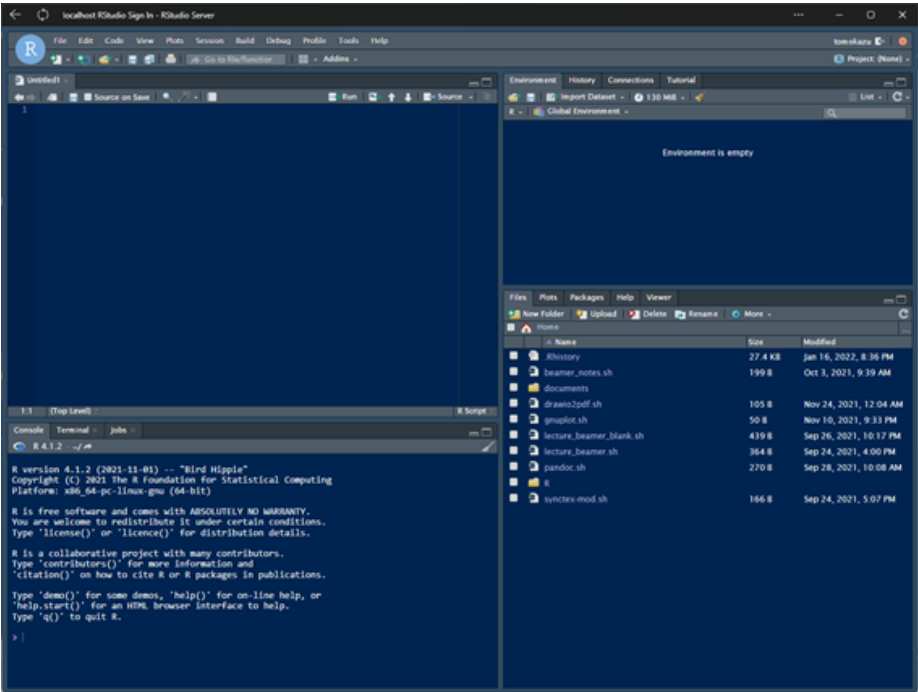 localhost RStudio Sign In - RStudio Server
R File Edit Code View Plots Session Build Debug Profile Tools Help tomokazu
Go to file/function Addins Project: (None)
Untitled1
Source on Save Run Source
1
1:1 (Top Level) R Script
Console Terminal Jobs
R 4.1.2 · ~/
R version 4.1.2 (2021-11-01) -- "Bird Hippie"
Copyright (C) 2021 The R Foundation for Statistical Computing
Platform: x86_64-pc-linux-gnu (64-bit)
R is free software and comes with ABSOLUTELY NO WARRANTY.
You are welcome to redistribute it under certain conditions.
Type 'license()' or 'licence()' for distribution details.
R is a collaborative project with many contributors.
Type 'contributors()' for more information and
'citation()' on how to cite R or R packages in publications.
Type 'demo()' for some demos, 'help()' for on-line help, or
'help.start()' for an HTML browser interface to help.
Type 'q()' to quit R.
>
Environment History Connections Tutorial
Import Dataset 130 MiB List
R Global Environment
Environment is empty
Files Plots Packages Help Viewer
New Folder Upload Delete Rename More
Home
Name Size Modified
.Rhistory 27.4 KB Jan 16, 2022, 8:36 PM
beamer_notes.sh 199 B Oct 3, 2021, 9:39 AM
documents
drawio2pdf.sh 105 B Nov 24, 2021, 12:04 AM
gnuplot.sh 50 B Nov 10, 2021, 9:33 PM
lecture_beamer_blank.sh 439 B Sep 26, 2021, 10:17 PM
lecture_beamer.sh 364 B Sep 24, 2021, 4:00 PM
pandoc.sh 270 B Sep 28, 2021, 10:08 AM
R
synctex-mod.sh 166 B Sep 24, 2021, 5:07 PM